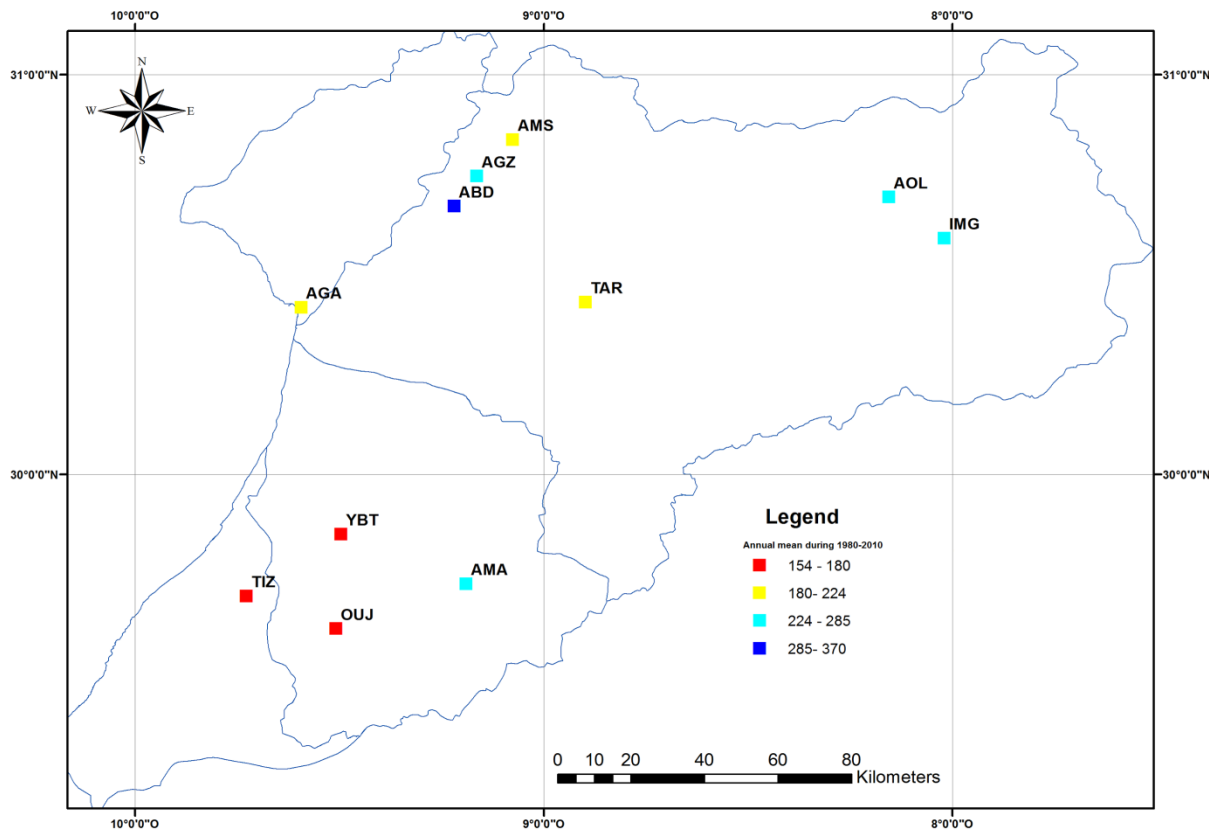 10°0'0"O 9°0'0"O 8°0'0"O
31°0'0"N 31°0'0"N
N
W E
S
AMS
AGZ
ABD
AOL
IMG
AGA
TAR
30°0'0"N 30°0'0"N
YBT
TIZ
AMA
OUJ
Legend
Annual mean during 1980-2010
154 - 180
180- 224
224 - 285
285- 370
0 10 20 40 60 80
Kilometers
10°0'0"O 9°0'0"O 8°0'0"O